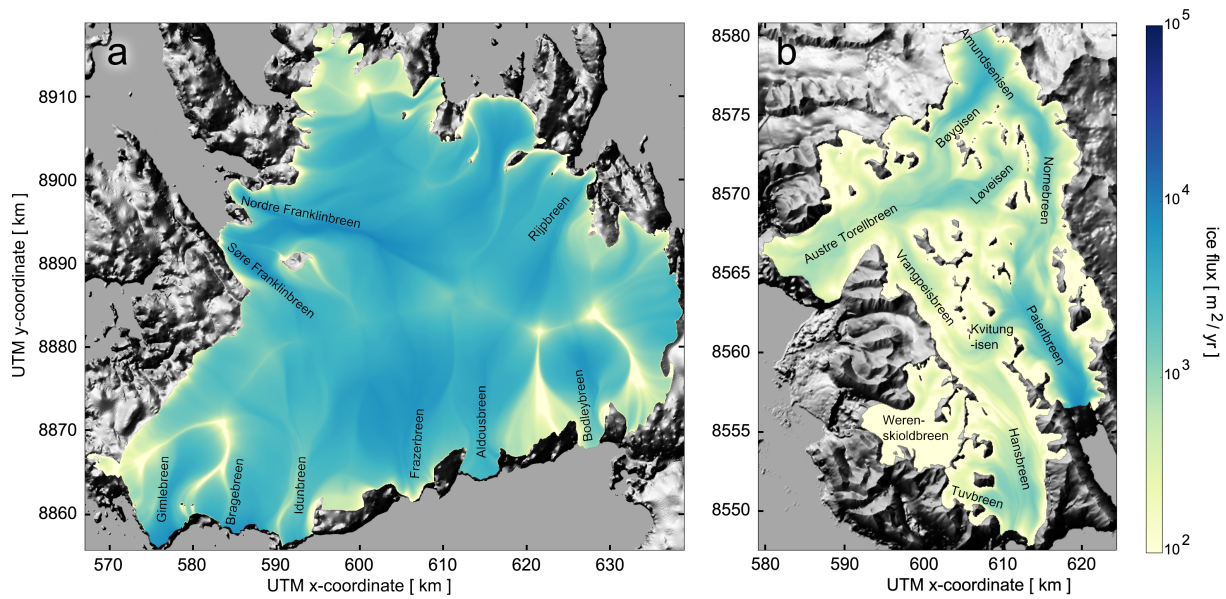 a
8910
8900
8890
8880
8870
8860
UTM y-coordinate [ km ]
570
580
590
600
610
620
630
UTM x-coordinate [ km ]
Nordre Franklinbreen
Søre Franklinbreen
Rijpbreen
Gimlebreen
Bragebreen
Idunbreen
Frazerbreen
Aldousbreen
Bodleybreen
b
8580
8575
8570
8565
8560
8555
8550
580
590
600
610
620
UTM x-coordinate [ km ]
Amundsenisen
Bøygisen
Løveisen
Nornebreen
Austre Torellbreen
Vrangpeisbreen
Kvitung
-isen
Paierlbreen
Weren-
skioldbreen
Hansbreen
Tuvbreen
10^5
10^4
10^3
10^2
ice flux [ m^2 / yr ]